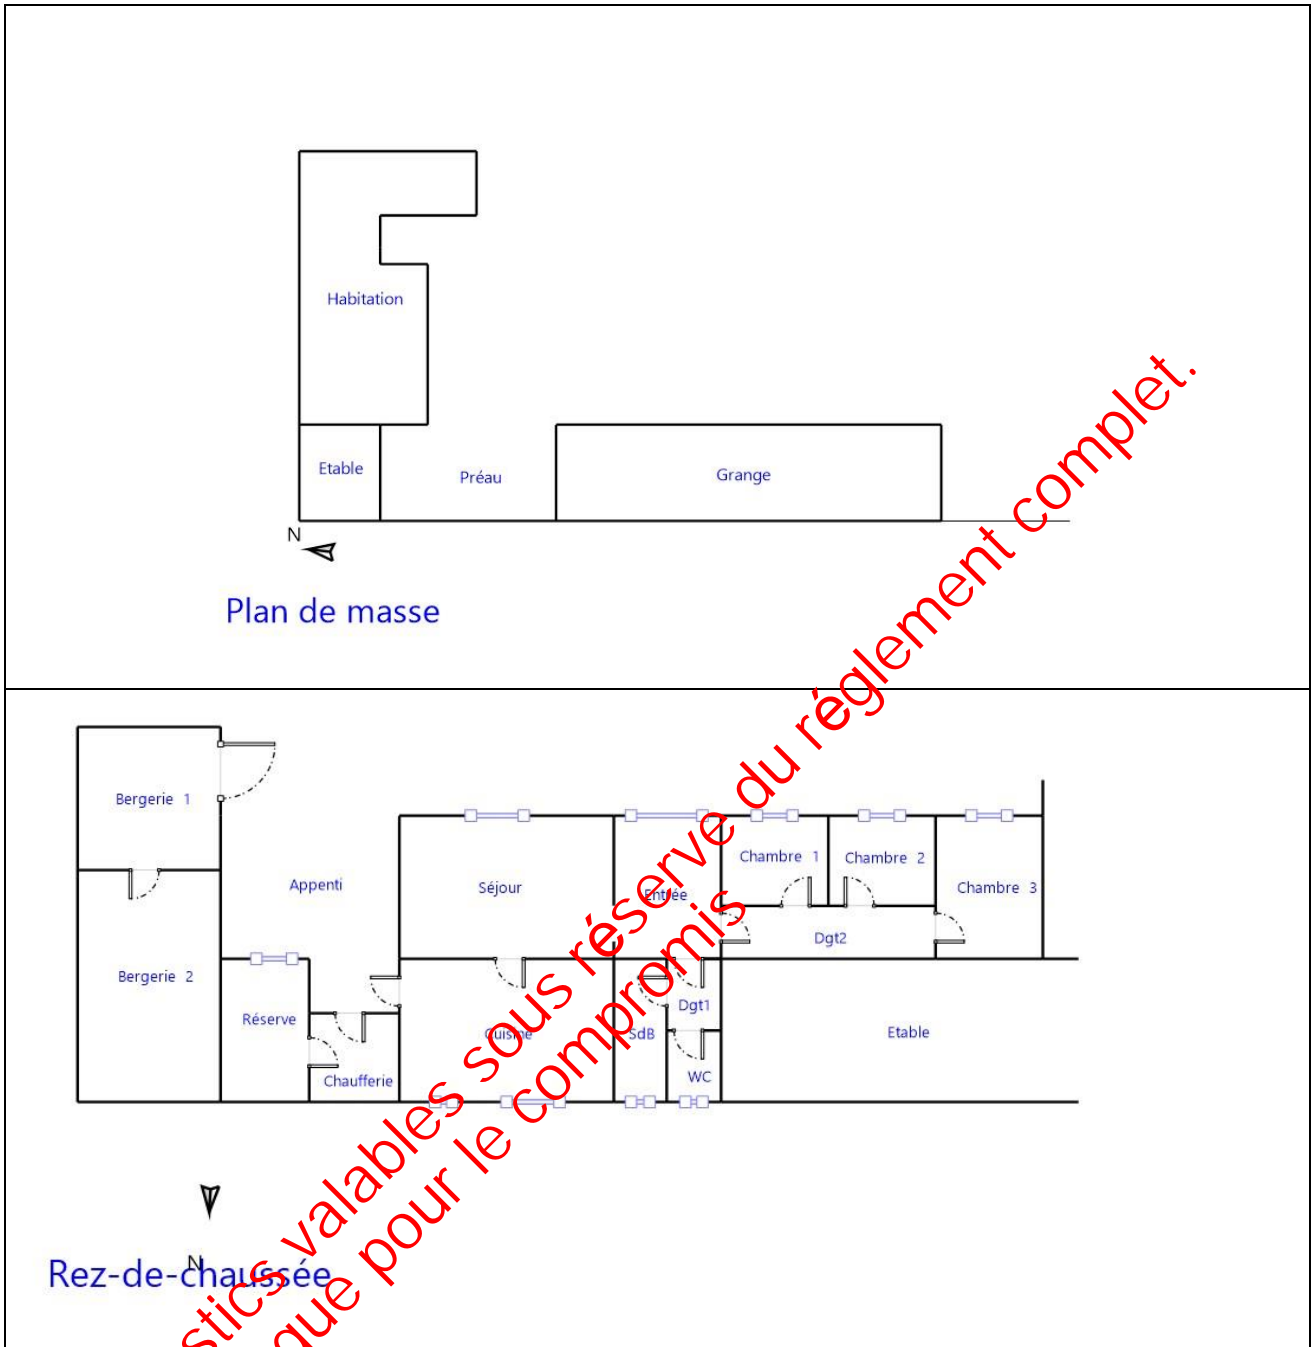 Habitation
Etable
Préau
Grange
N
Plan de masse
Bergerie 1
Bergerie 2
Appenti
Réserve
Chaufferie
Séjour
Cuisine
Entrée
SdB
Dgt1
WC
Chambre 1
Chambre 2
Chambre 3
Dgt2
Etable
N
Rez-de-chaussée
stics valables sous réserve du réglement complet.
que pour le compromis